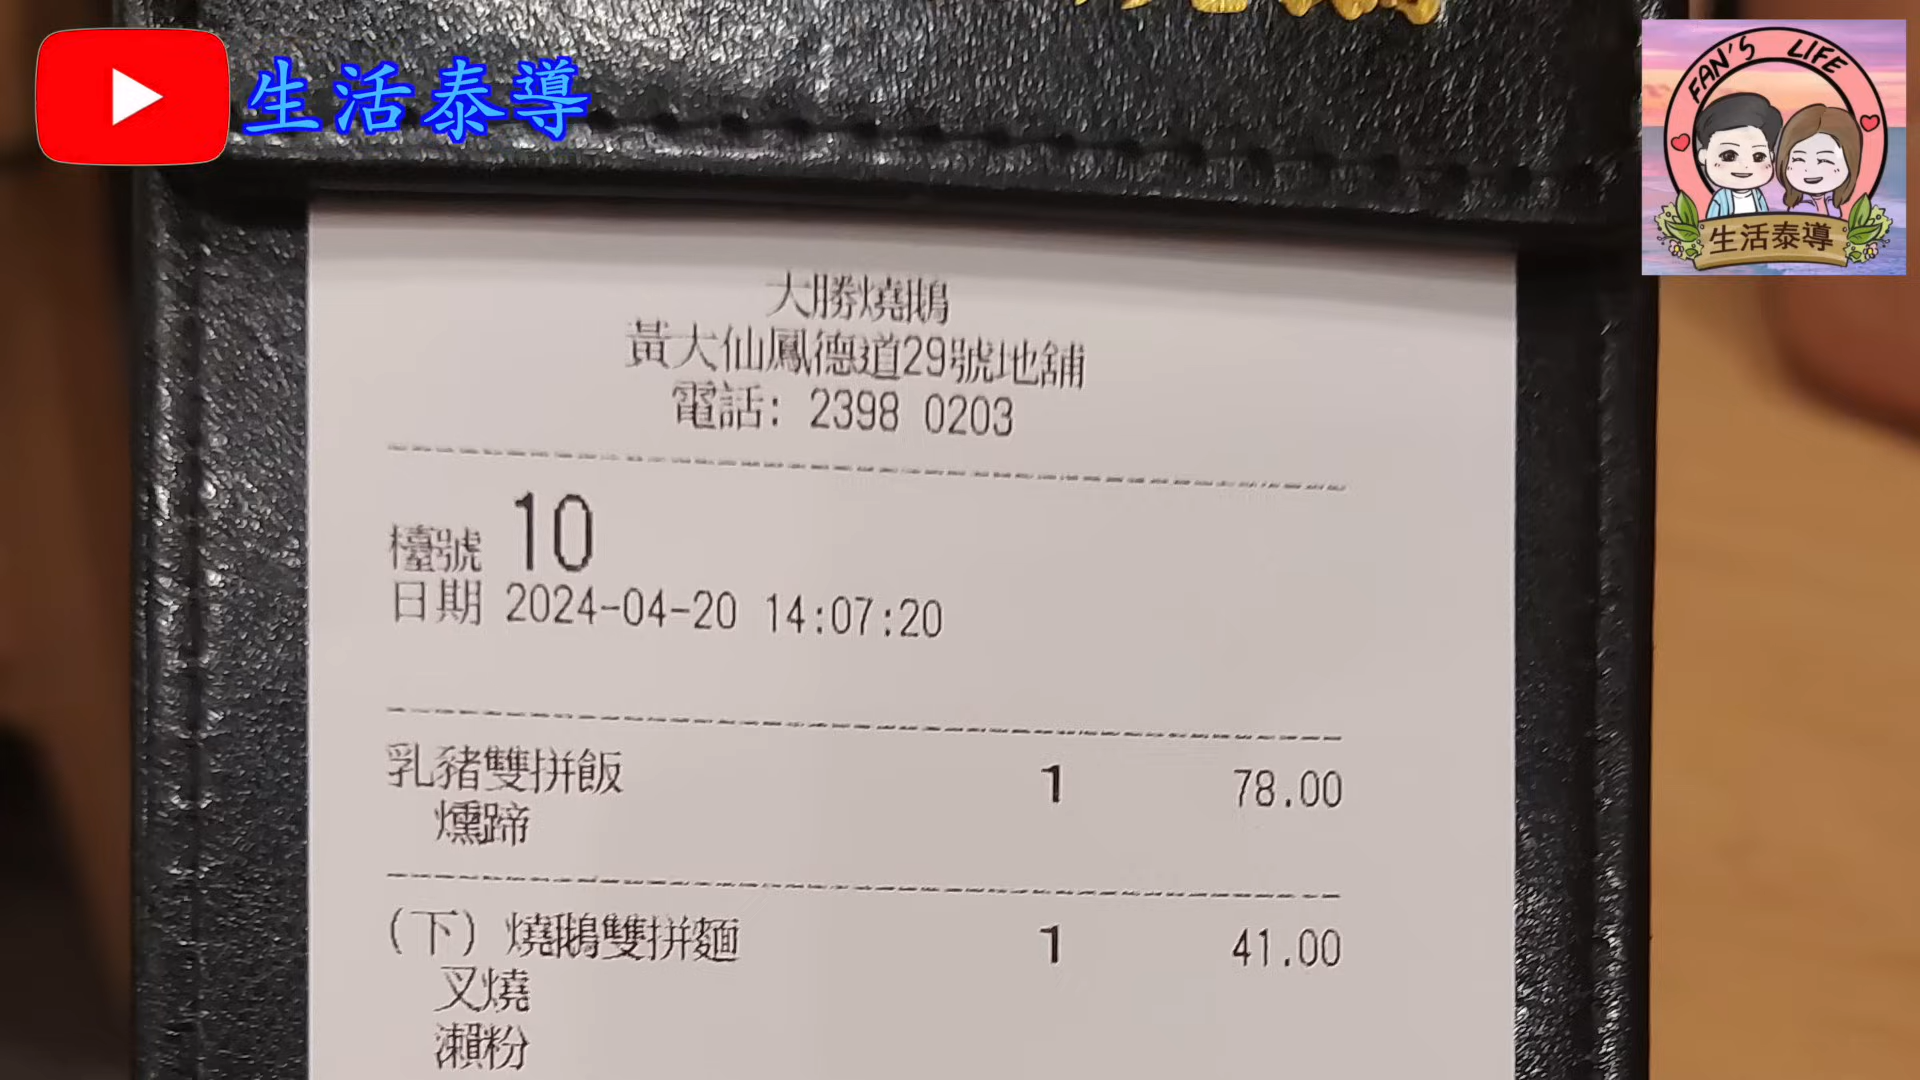 生活泰導
FAN'S LIFE
生活泰導
大勝燒鵝
黃大仙鳳德道29號地舖
電話: 2398 0203
檯號 10
日期 2024-04-20 14:07:20
乳豬雙拼飯 1 78.00
燻蹄
(下) 燒鵝雙拼麵 1 41.00
叉燒
瀨粉